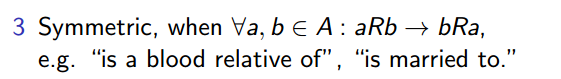 3 Symmetric, when ∀a, b ∈ A : aRb → bRa,
e.g. “is a blood relative of”, “is married to.”